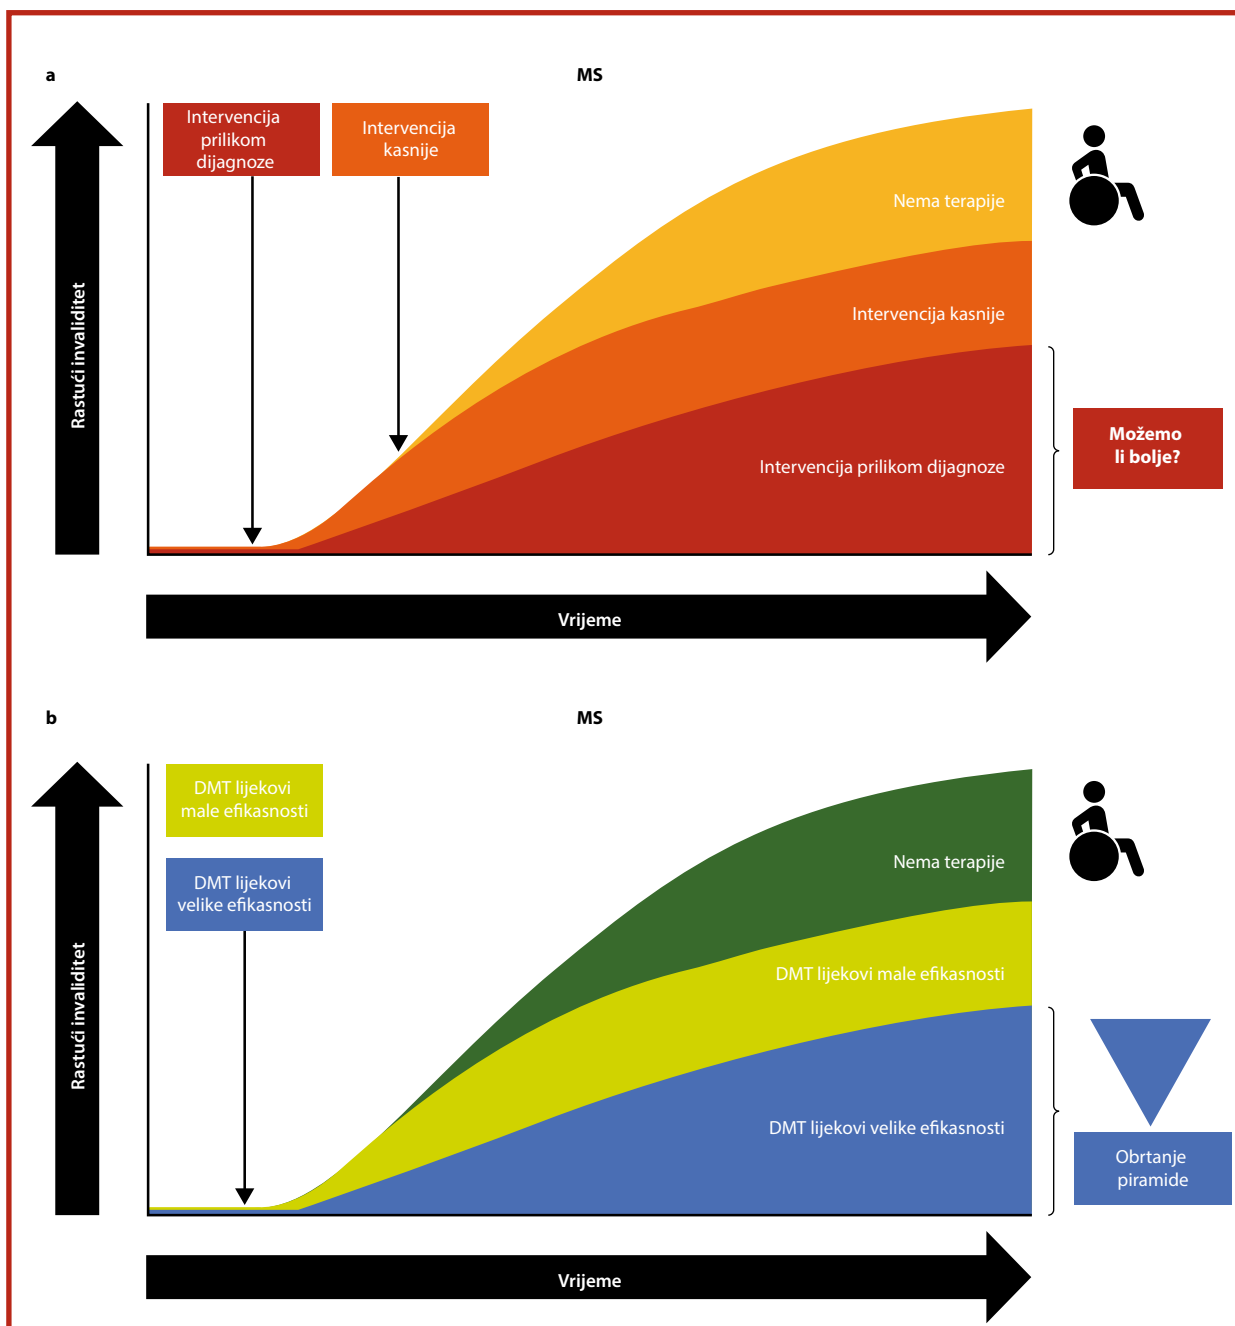 a
MS
Intervencija
prilikom
dijagnoze
Intervencija
kasnije
Rastući invaliditet
Nema terapije
Intervencija kasnije
Intervencija prilikom dijagnoze
Možemo
li bolje?
Vrijeme
b
MS
DMT lijekovi
male efikasnosti
DMT lijekovi
velike efikasnosti
Rastući invaliditet
Nema terapije
DMT lijekovi male efikasnosti
DMT lijekovi velike efikasnosti
Obrtanje
piramide
Vrijeme